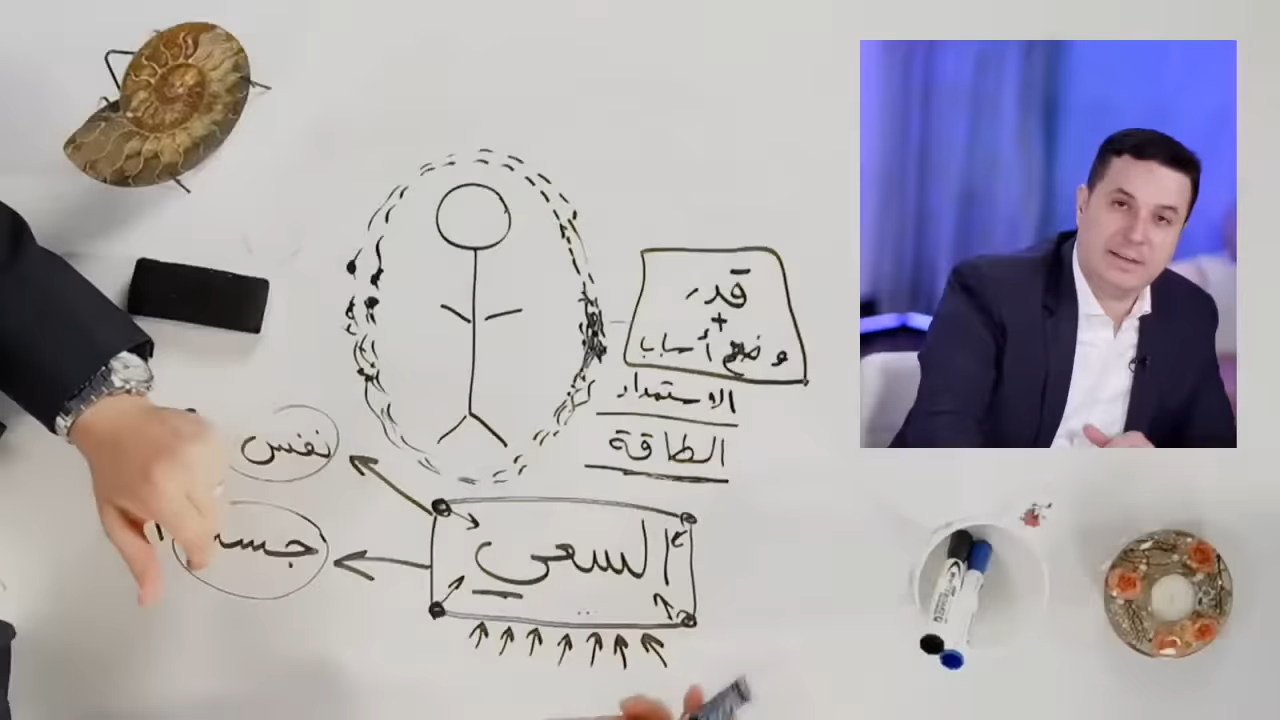 قدر
+
وضع أسباب
الاستمداد
الطاقة
نفس
السعي
جسد
...